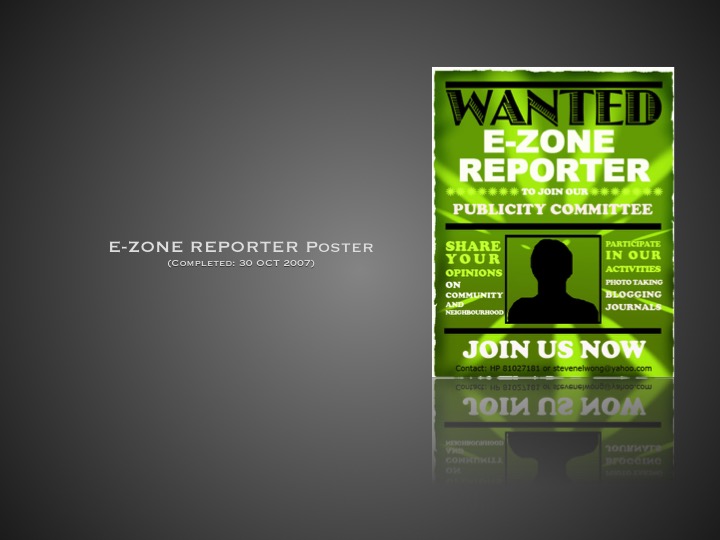 E-ZONE REPORTER POSTER
(COMPLETED: 30 OCT 2007)
WANTED
E-ZONE
REPORTER
TO JOIN OUR
PUBLICITY COMMITTEE
SHARE
YOUR
OPINIONS
ON
COMMUNITY
AND
NEIGHBOURHOOD
PARTICIPATE
IN OUR
ACTIVITIES
PHOTO TAKING
BLOGGING
JOURNALS
JOIN US NOW
Contact: HP 81027181 or stevenelwong@yahoo.com